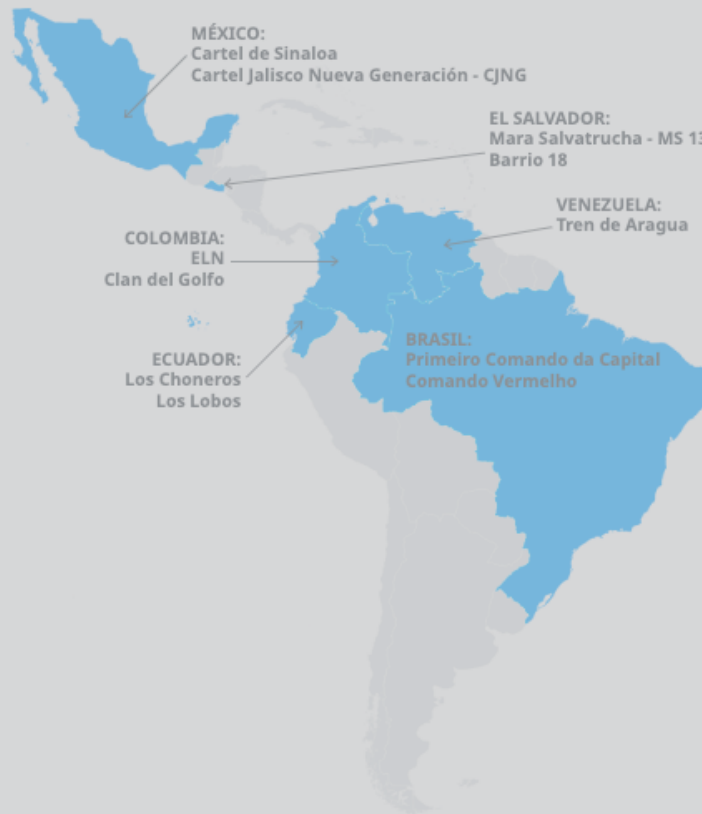 MÉXICO:
Cartel de Sinaloa
Cartel Jalisco Nueva Generación - CJNG
EL SALVADOR:
Mara Salvatrucha - MS 13
Barrio 18
VENEZUELA:
Tren de Aragua
COLOMBIA:
ELN
Clan del Golfo
BRASIL:
Primeiro Comando da Capital
Comando Vermelho
ECUADOR:
Los Choneros
Los Lobos